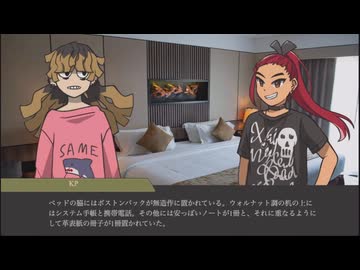 SAME
KP
ベッドの脇にはボストンバックが無造作に置かれている。ウォルナット調の机の上に
はシステム手帳と携帯電話。その他には安っぽいノートが1冊と、それに重なるように
して革表紙の冊子が1冊置かれていた。